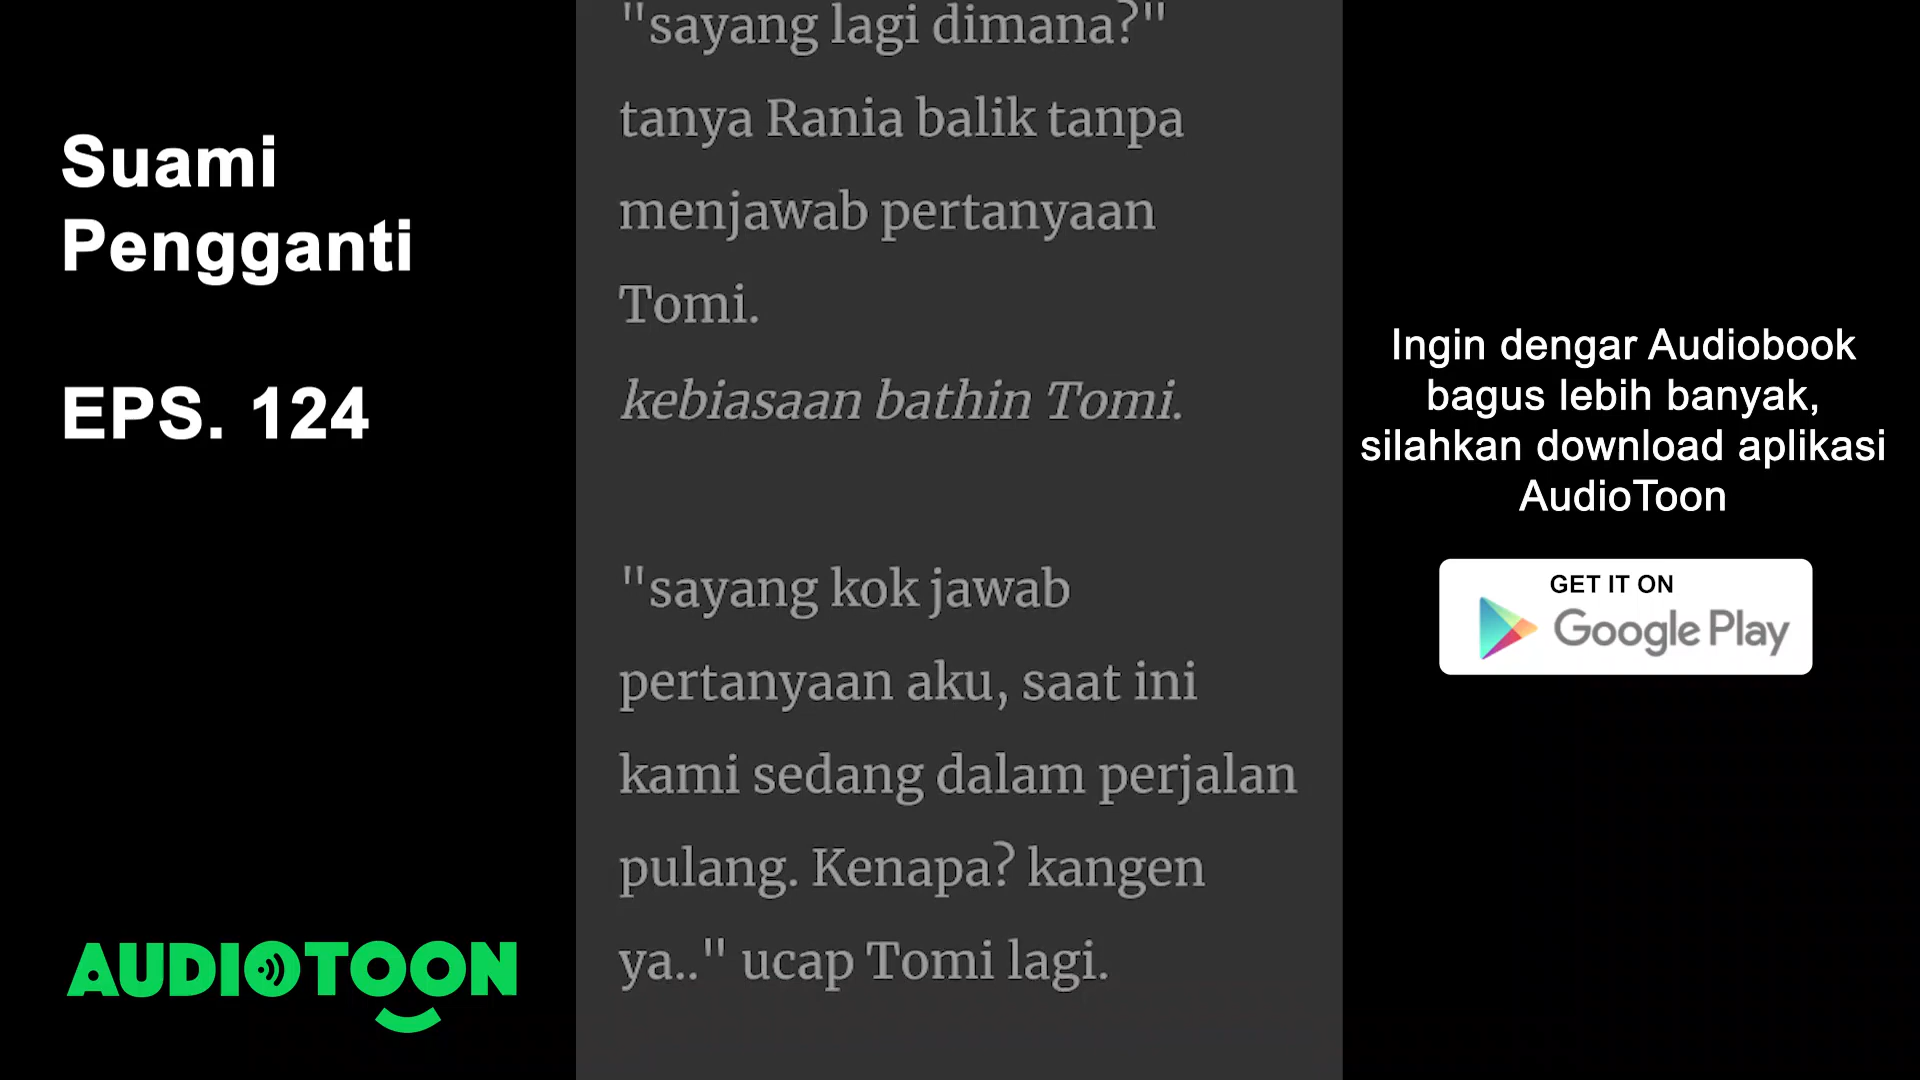 Suami
Pengganti
EPS. 124
"sayang lagi dimana?"
tanya Rania balik tanpa
menjawab pertanyaan
Tomi.
kebiasaan bathin Tomi.
"sayang kok jawab
pertanyaan aku, saat ini
kami sedang dalam perjalan
pulang. Kenapa? kangen
ya.." ucap Tomi lagi.
Ingin dengar Audiobook
bagus lebih banyak,
silahkan download aplikasi
AudioToon
GET IT ON
Google Play
AUDIOTOON